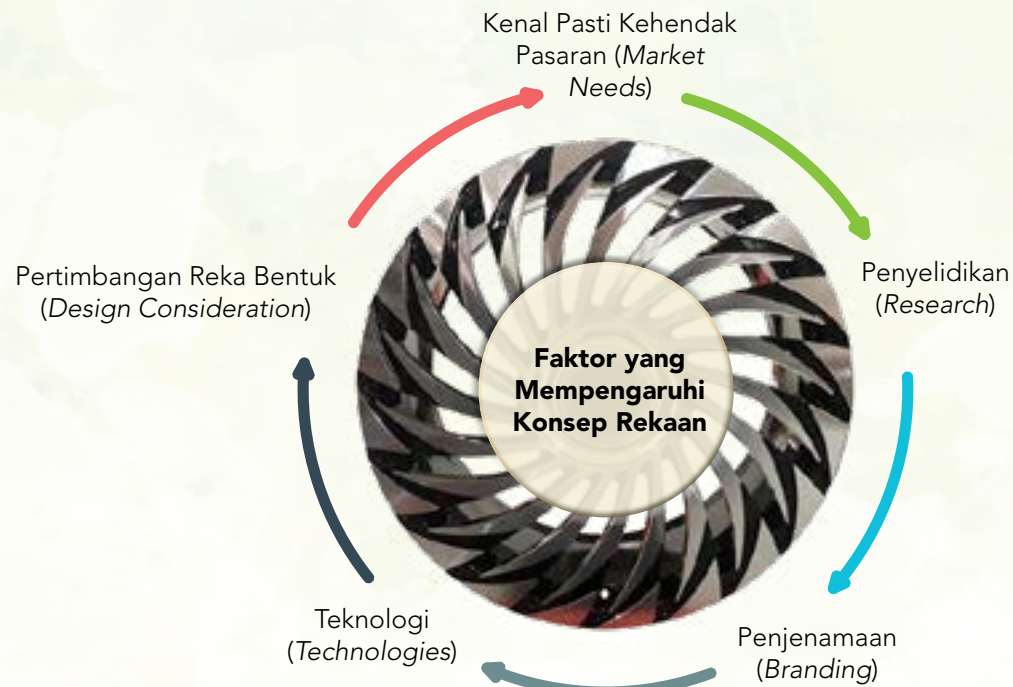 Kenal Pasti Kehendak
Pasaran (Market
Needs)
Penyelidikan
(Research)
Penjenamaan
(Branding)
Teknologi
(Technologies)
Pertimbangan Reka Bentuk
(Design Consideration)
Faktor yang
Mempengaruhi
Konsep Rekaan